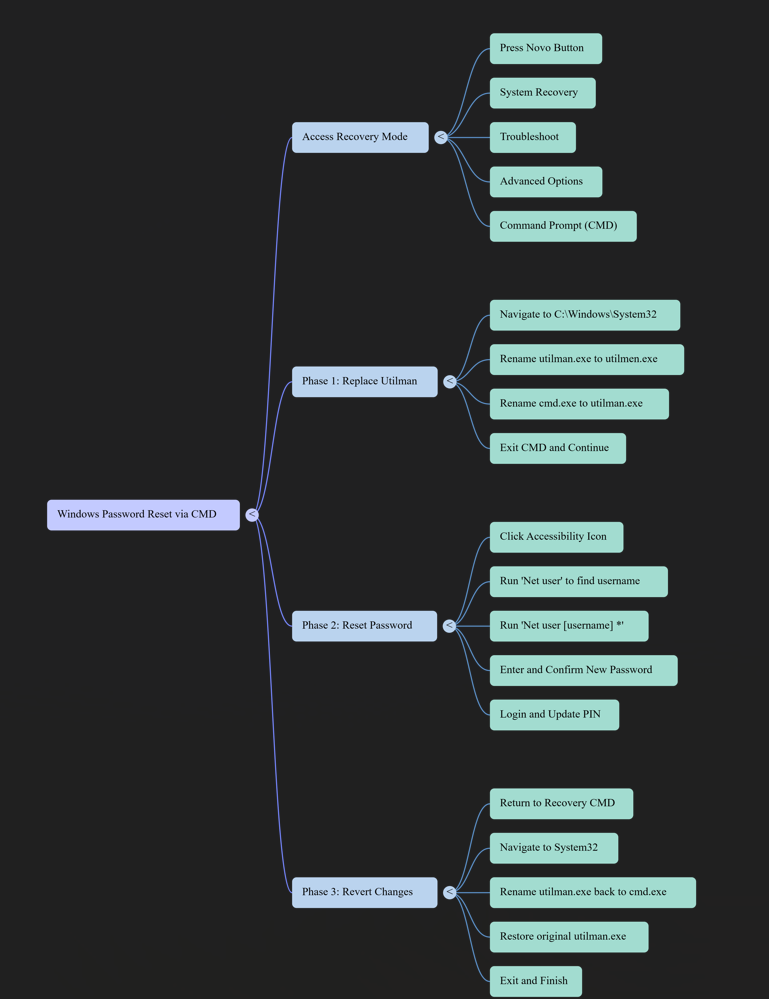 Windows Password Reset via CMD
<
Access Recovery Mode
<
Press Novo Button
System Recovery
Troubleshoot
Advanced Options
Command Prompt (CMD)
Phase 1: Replace Utilman
<
Navigate to C:\Windows\System32
Rename utilman.exe to utilmen.exe
Rename cmd.exe to utilman.exe
Exit CMD and Continue
Phase 2: Reset Password
<
Click Accessibility Icon
Run 'Net user' to find username
Run 'Net user [username] *'
Enter and Confirm New Password
Login and Update PIN
Phase 3: Revert Changes
<
Return to Recovery CMD
Navigate to System32
Rename utilman.exe back to cmd.exe
Restore original utilman.exe
Exit and Finish